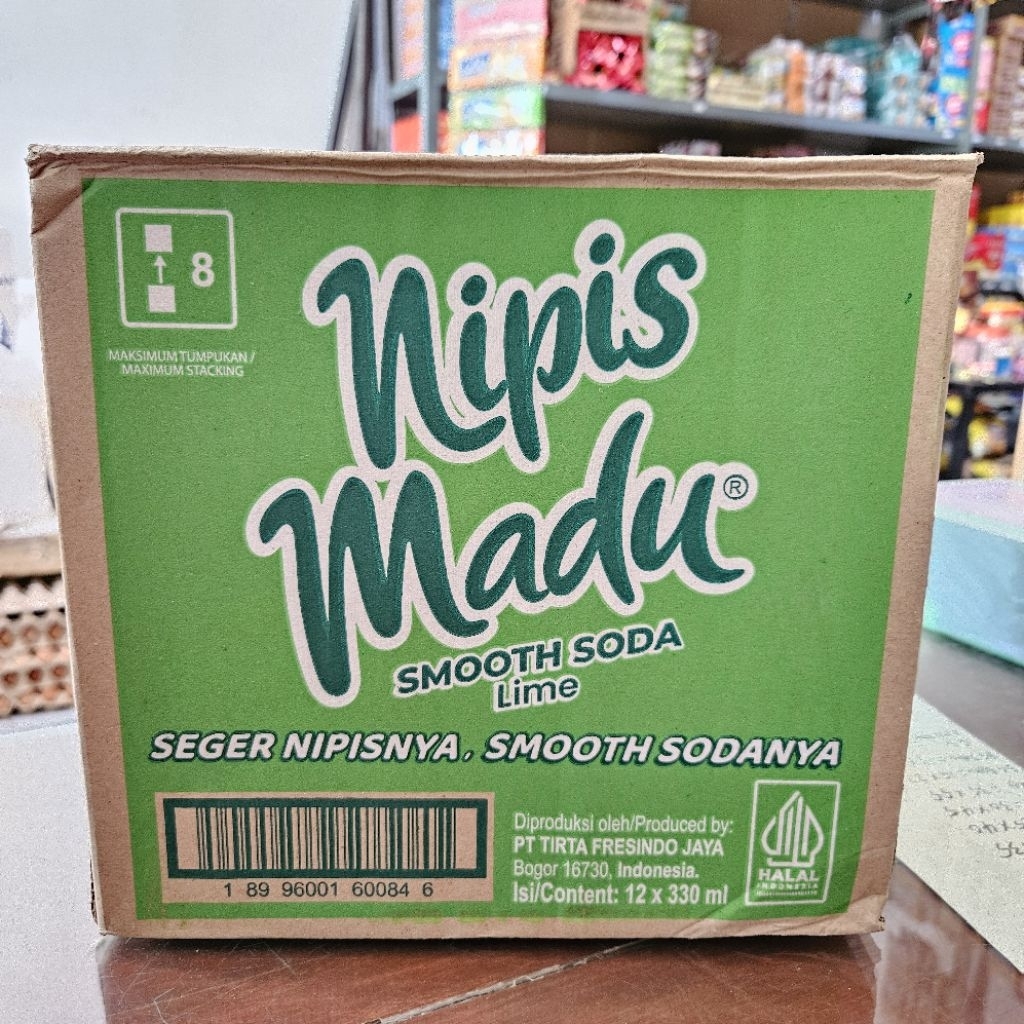 8
MAKSIMUM TUMPUKAN /
MAXIMUM STACKING
Nipis
Madu®
SMOOTH SODA
Lime
SEGER NIPISNYA, SMOOTH SODANYA
1 89 96001 60084 6
Diproduksi oleh/Produced by:
PT TIRTA FRESINDO JAYA
Bogor 16730, Indonesia.
Isi/Content: 12 x 330 ml
HALAL
INDONESIA